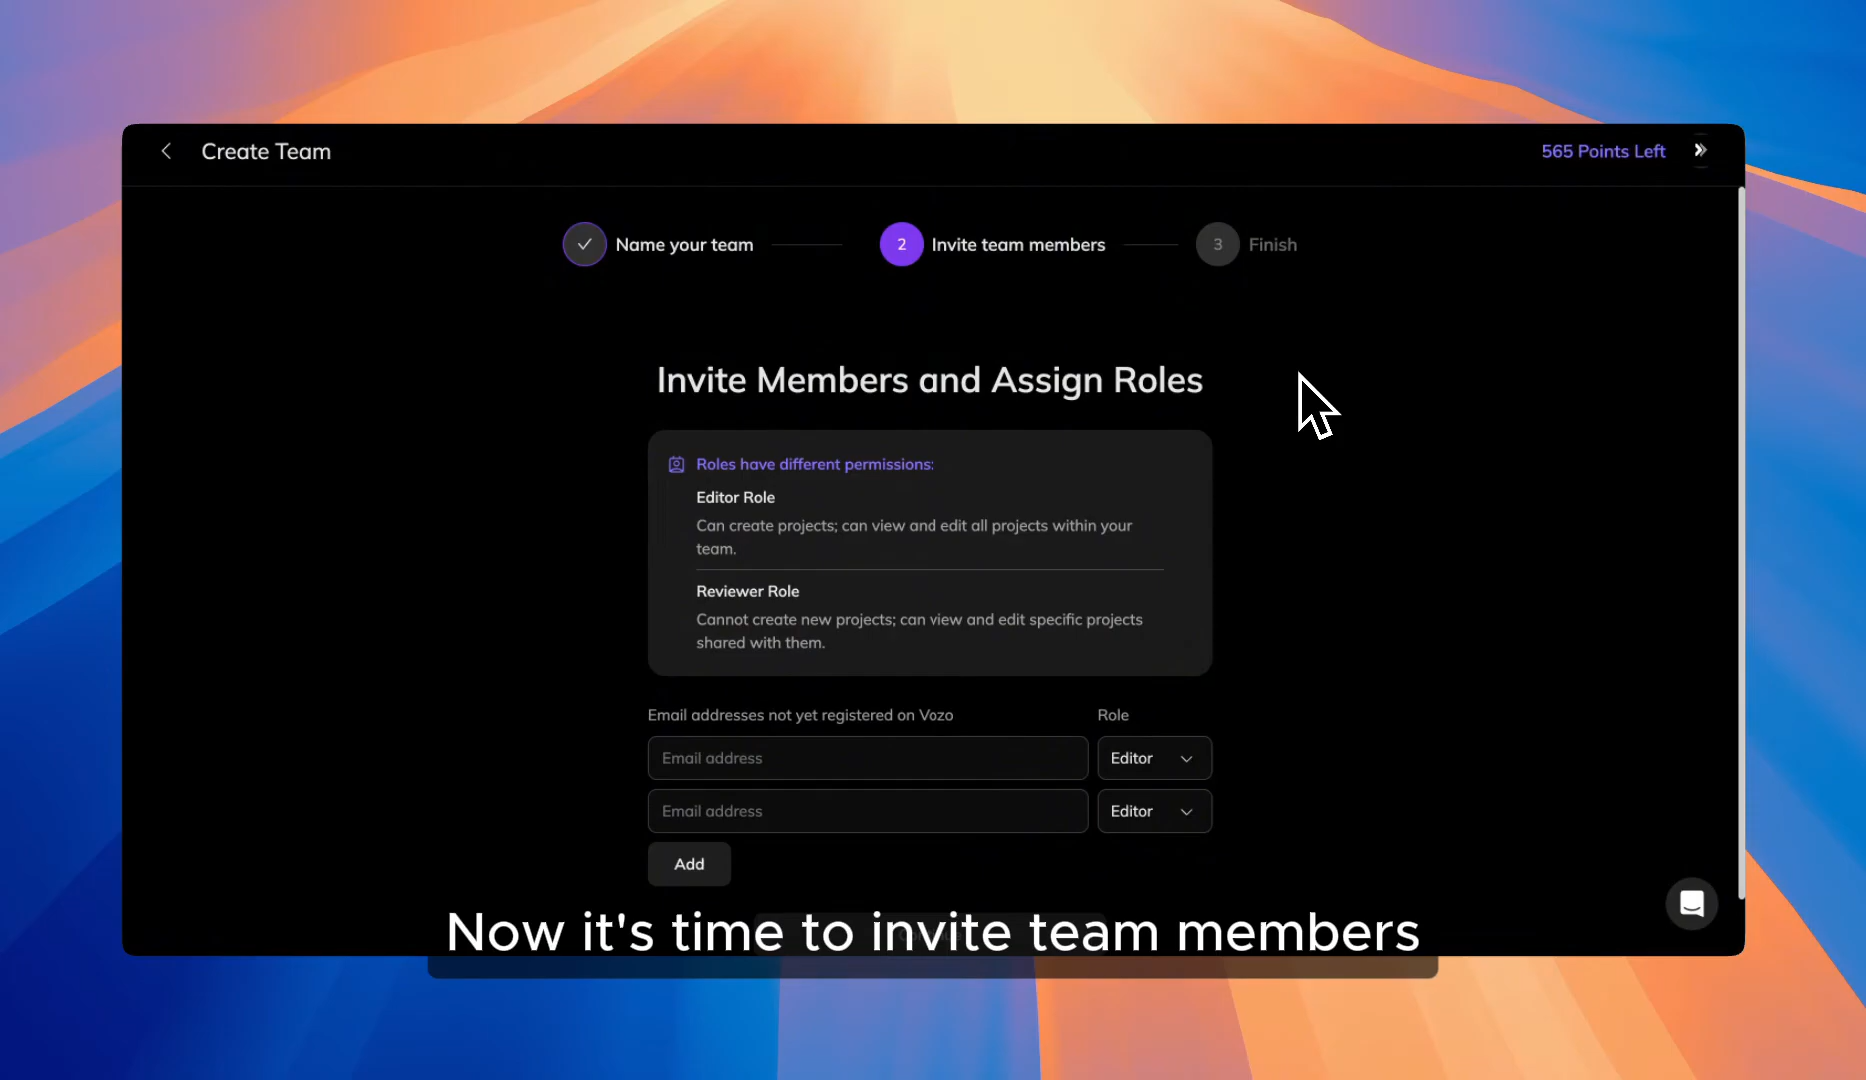 Create Team
565 Points Left
Name your team
2 Invite team members
3 Finish
Invite Members and Assign Roles
Roles have different permissions:
Editor Role
Can create projects; can view and edit all projects within your
team.
Reviewer Role
Cannot create new projects; can view and edit specific projects
shared with them.
Email addresses not yet registered on Vozo
Role
Email address
Editor
Email address
Editor
Add
Now it's time to invite team members